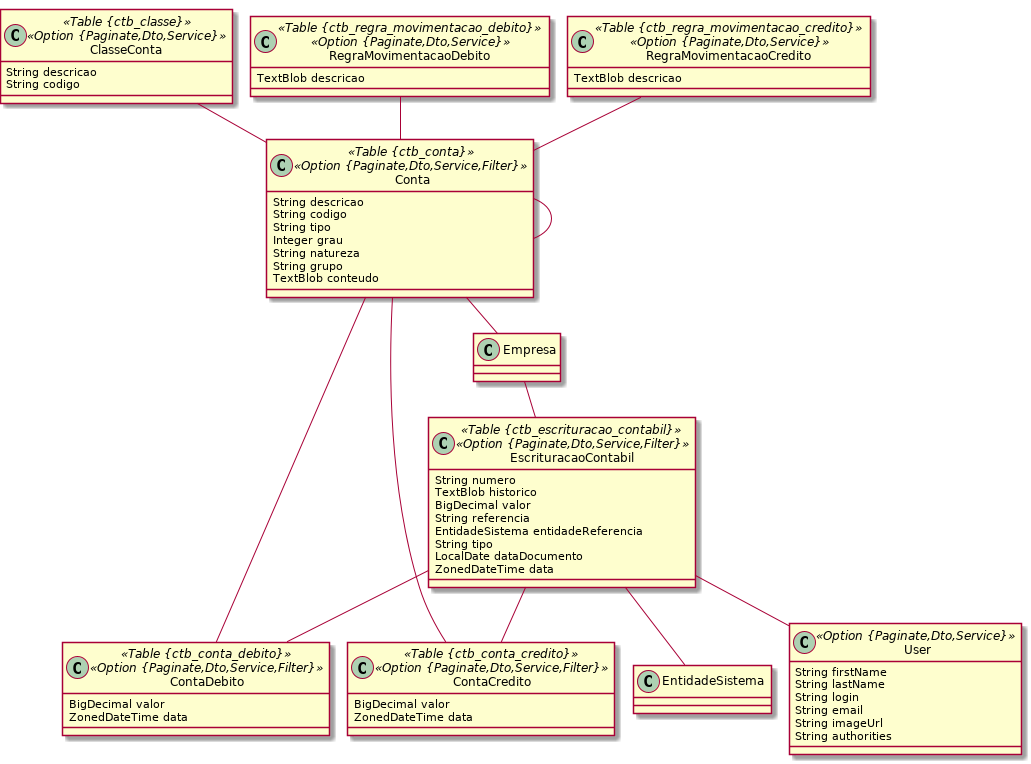 «Table {ctb_classe}»
C «Option {Paginate,Dto,Service}»
ClasseConta
String descricao
String codigo
«Table {ctb_regra_movimentacao_debito}»
C «Option {Paginate,Dto,Service}»
RegraMovimentacaoDebito
TextBlob descricao
«Table {ctb_regra_movimentacao_credito}»
C «Option {Paginate,Dto,Service}»
RegraMovimentacaoCredito
TextBlob descricao
«Table {ctb_conta}»
C «Option {Paginate,Dto,Service,Filter}»
Conta
String descricao
String codigo
String tipo
Integer grau
String natureza
String grupo
TextBlob conteudo
C Empresa
«Table {ctb_escrituracao_contabil}»
C «Option {Paginate,Dto,Service,Filter}»
EscrituracaoContabil
String numero
TextBlob historico
BigDecimal valor
String referencia
EntidadeSistema entidadeReferencia
String tipo
LocalDate dataDocumento
ZonedDateTime data
«Table {ctb_conta_debito}»
C «Option {Paginate,Dto,Service,Filter}»
ContaDebito
BigDecimal valor
ZonedDateTime data
«Table {ctb_conta_credito}»
C «Option {Paginate,Dto,Service,Filter}»
ContaCredito
BigDecimal valor
ZonedDateTime data
C EntidadeSistema
C «Option {Paginate,Dto,Service}»
User
String firstName
String lastName
String login
String email
String imageUrl
String authorities